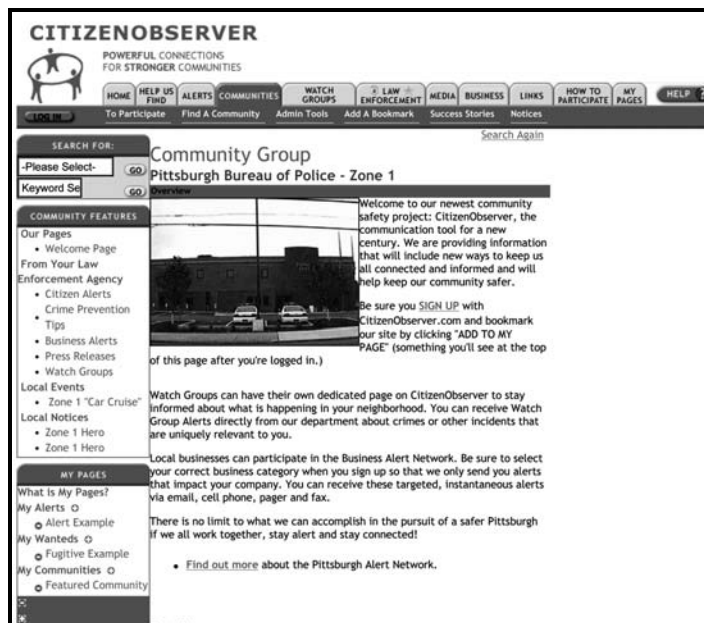 CITIZENOBSERVER
POWERFUL CONNECTIONS
FOR STRONGER COMMUNITIES
HOME
HELP US
FIND
ALERTS
COMMUNITIES
WATCH
GROUPS
LAW
ENFORCEMENT
MEDIA
BUSINESS
LINKS
HOW TO
PARTICIPATE
MY
PAGES
HELP ?
LOG IN
To Participate
Find A Community
Admin Tools
Add A Bookmark
Success Stories
Notices
Search Again
SEARCH FOR:
-Please Select-
GO
Keyword Se
GO
COMMUNITY FEATURES
Our Pages
Welcome Page
From Your Law
Enforcement Agency
Citizen Alerts
Crime Prevention
Tips
Business Alerts
Press Releases
Watch Groups
Local Events
Zone 1 "Car Cruise"
Local Notices
Zone 1 Hero
Zone 1 Hero
MY PAGES
What is My Pages?
My Alerts
Alert Example
My Wanteds
Fugitive Example
My Communities
Featured Community
Community Group
Pittsburgh Bureau of Police - Zone 1
Overview
Welcome to our newest community
safety project: CitizenObserver, the
communication tool for a new
century. We are providing information
that will include new ways to keep us
all connected and informed and will
help keep our community safer.
Be sure you SIGN UP with
CitizenObserver.com and bookmark
our site by clicking "ADD TO MY
PAGE" (something you'll see at the top
of this page after you're logged in.)
Watch Groups can have their own dedicated page on CitizenObserver to stay
informed about what is happening in your neighborhood. You can receive Watch
Group Alerts directly from our department about crimes or other incidents that
are uniquely relevant to you.
Local businesses can participate in the Business Alert Network. Be sure to select
your correct business category when you sign up so that we only send you alerts
that impact your company. You can receive these targeted, instantaneous alerts
via email, cell phone, pager and fax.
There is no limit to what we can accomplish in the pursuit of a safer Pittsburgh
if we all work together, stay alert and stay connected!
Find out more about the Pittsburgh Alert Network.